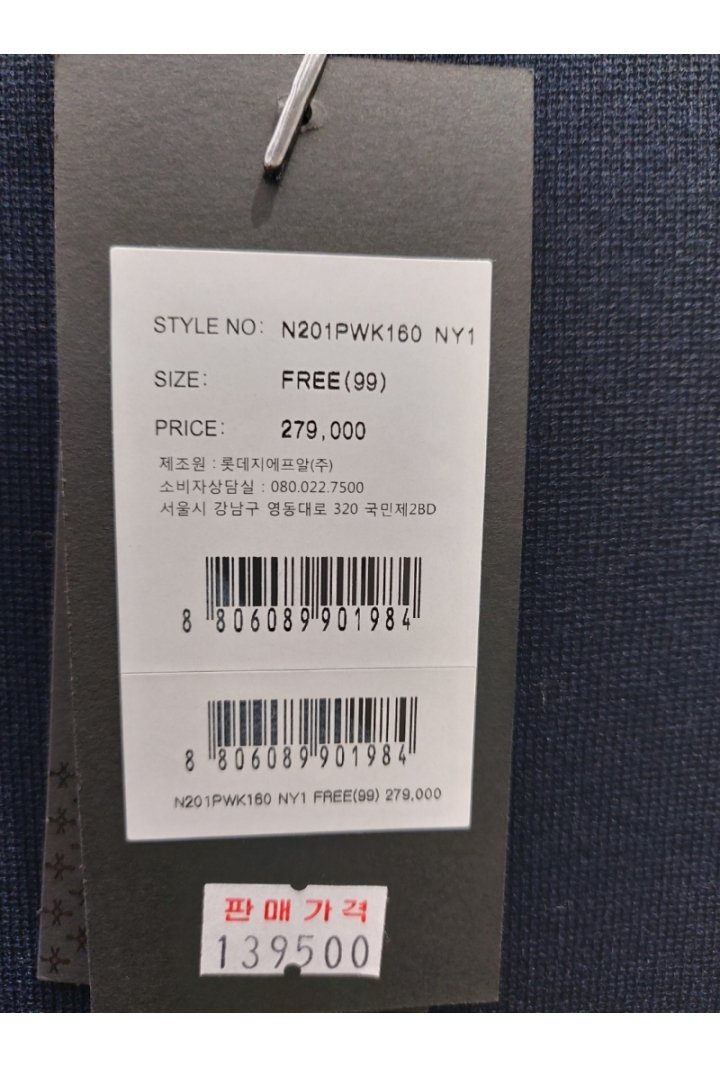 STYLE NO: N201PWK160 NY1
SIZE: FREE(99)
PRICE: 279,000
제조원 : 롯데지에프알(주)
소비자상담실 : 080.022.7500
서울시 강남구 영동대로 320 국민제2BD
8 806089 901984
8 806089 901984
N201PWK160 NY1 FREE(99) 279,000
판매가격
139500